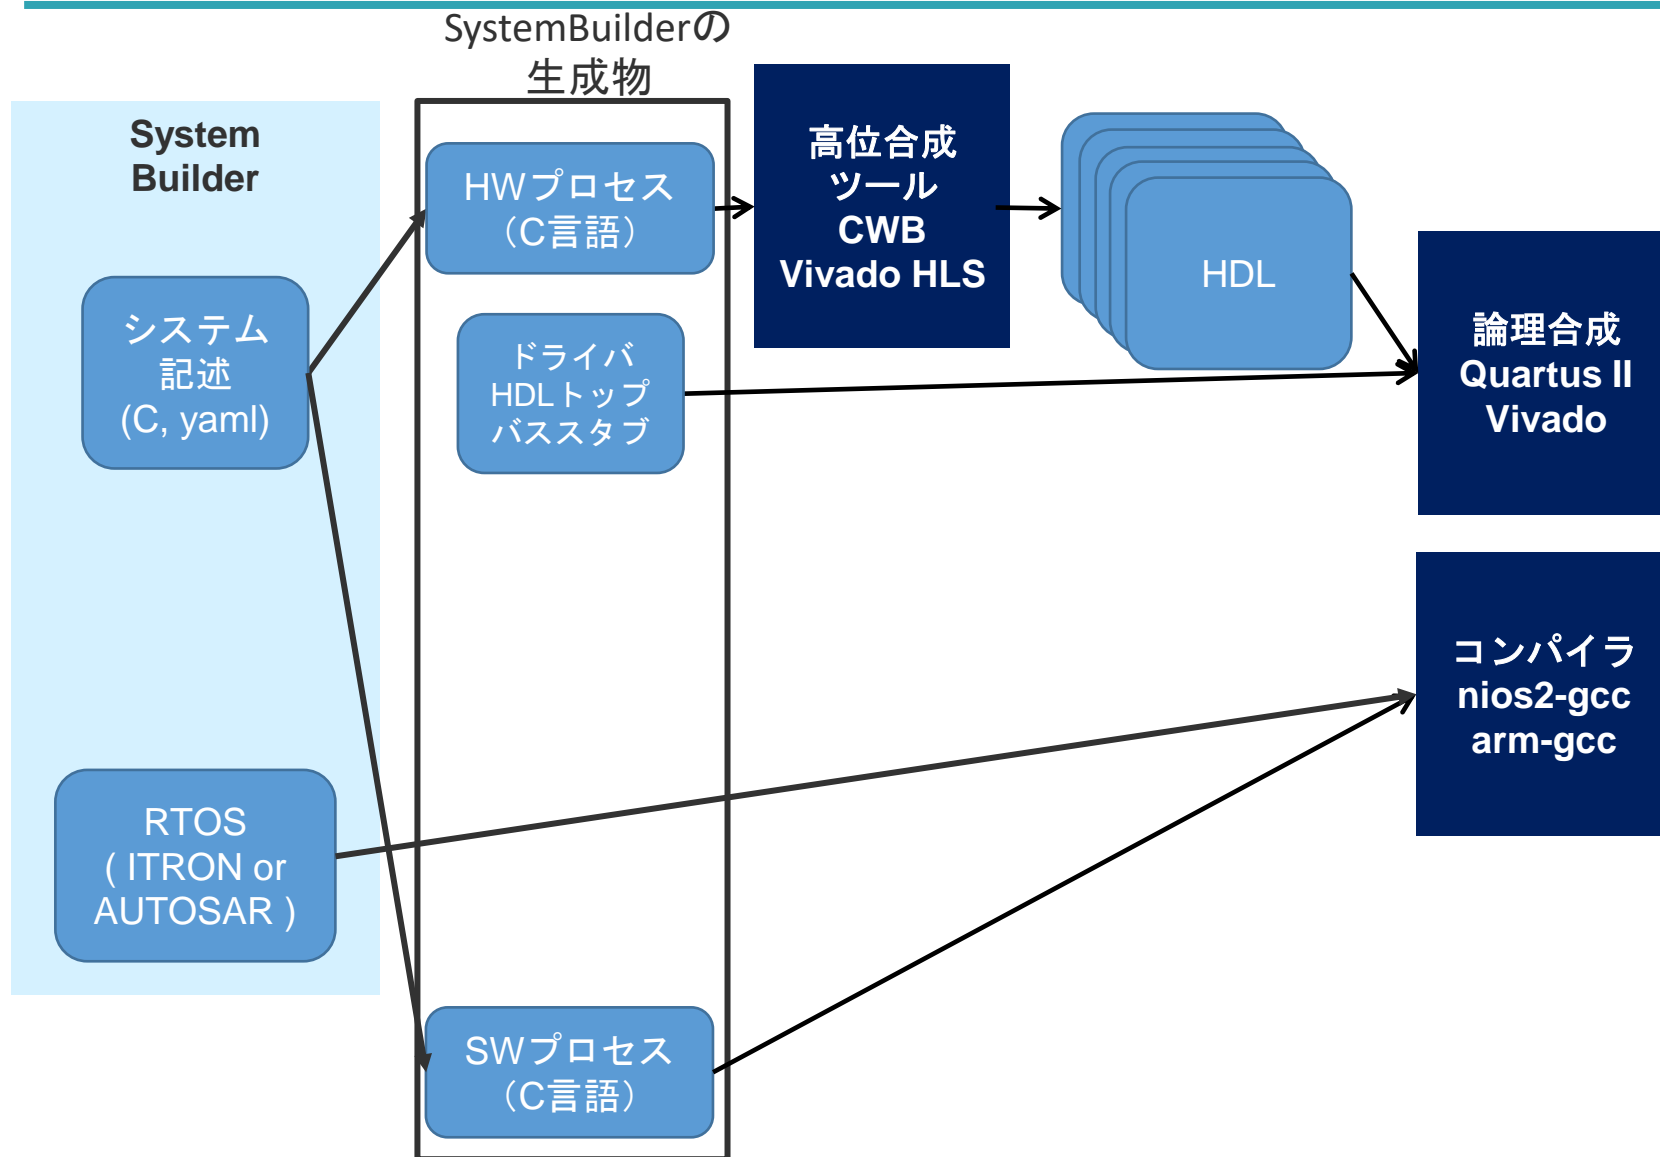 SystemBuilderの
生成物
System
Builder
システム
記述
(C, yaml)
RTOS
( ITRON or
AUTOSAR )
HWプロセス
（C言語）
ドライバ
HDLトップ
バススタブ
SWプロセス
（C言語）
高位合成
ツール
CWB
Vivado HLS
HDL
論理合成
Quartus II
Vivado
コンパイラ
nios2-gcc
arm-gcc